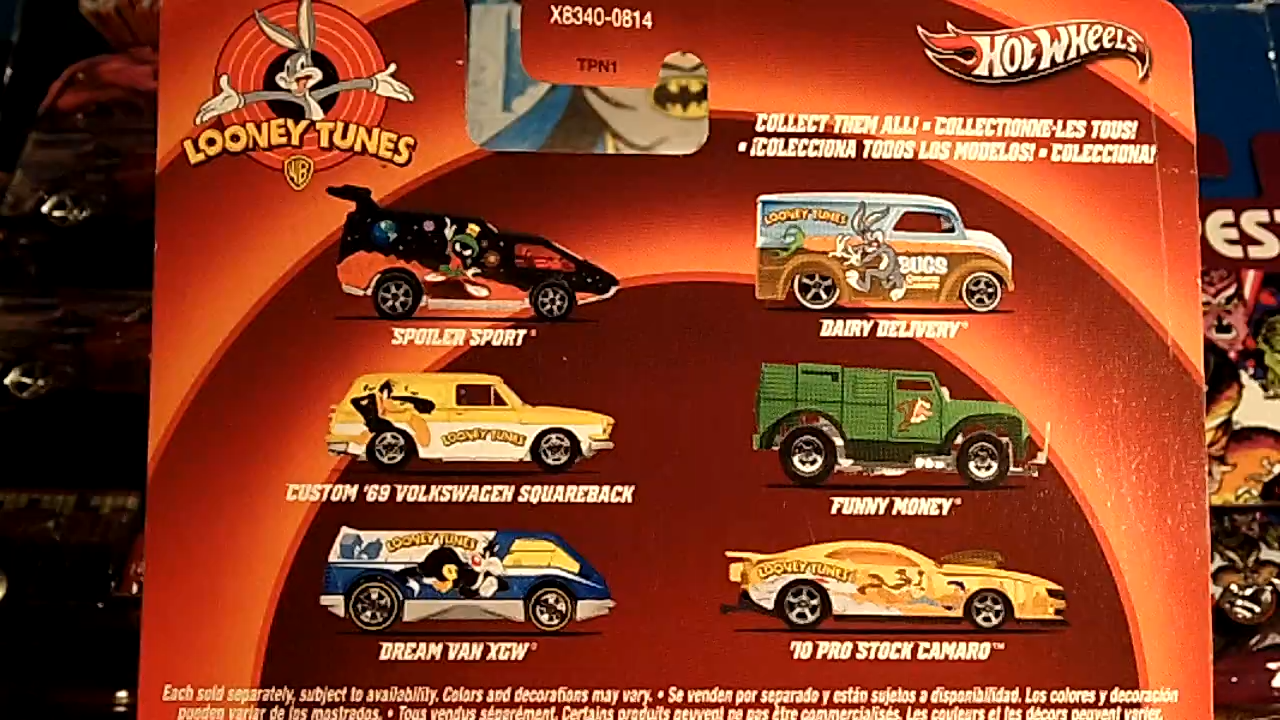 X8340-0814
TPN1
HOT WHEELS
LOONEY TUNES
WB
COLLECT THEM ALL! • COLLECTIONNE-LES TOUS!
• ¡COLECCIONA TODOS LOS MODELOS! • COLECCIONA!
LOONEY TUNES
BUGS
SPOILER SPORT
DAIRY DELIVERY
ES
LOONEY TUNES
CUSTOM '69 VOLKSWAGEN SQUAREBACK
FUNNY MONEY
LOONEY TUNES
LOONEY TUNES
DREAM VAN XGW
'10 PRO STOCK CAMARO™
Each sold separately, subject to availability. Colors and decorations may vary. • Se venden por separado y están sujetos a disponibilidad. Los colores y decoración
pueden variar de los mostrados. • Tous vendus séparément. Certains produits peuvent ne pas être commercialisés. Les couleurs et les décors peuvent varier.